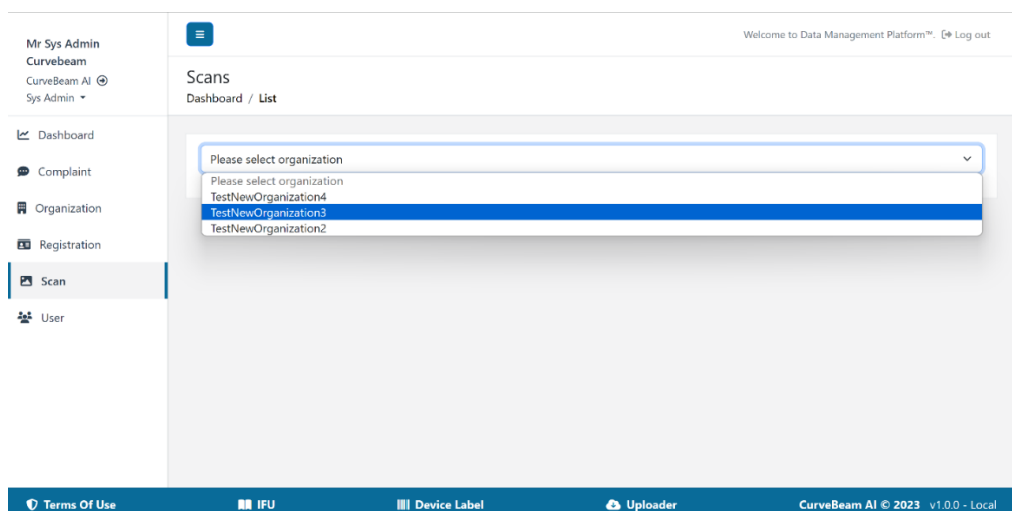 Mr Sys Admin
Curvebeam
CurveBeam AI
Sys Admin
Dashboard
Complaint
Organization
Registration
Scan
User
Welcome to Data Management Platform™. Log out
Scans
Dashboard / List
Please select organization
Please select organization
TestNewOrganization4
TestNewOrganization3
TestNewOrganization2
Terms Of Use IFU Device Label Uploader CurveBeam AI © 2023 v1.0.0 - Local